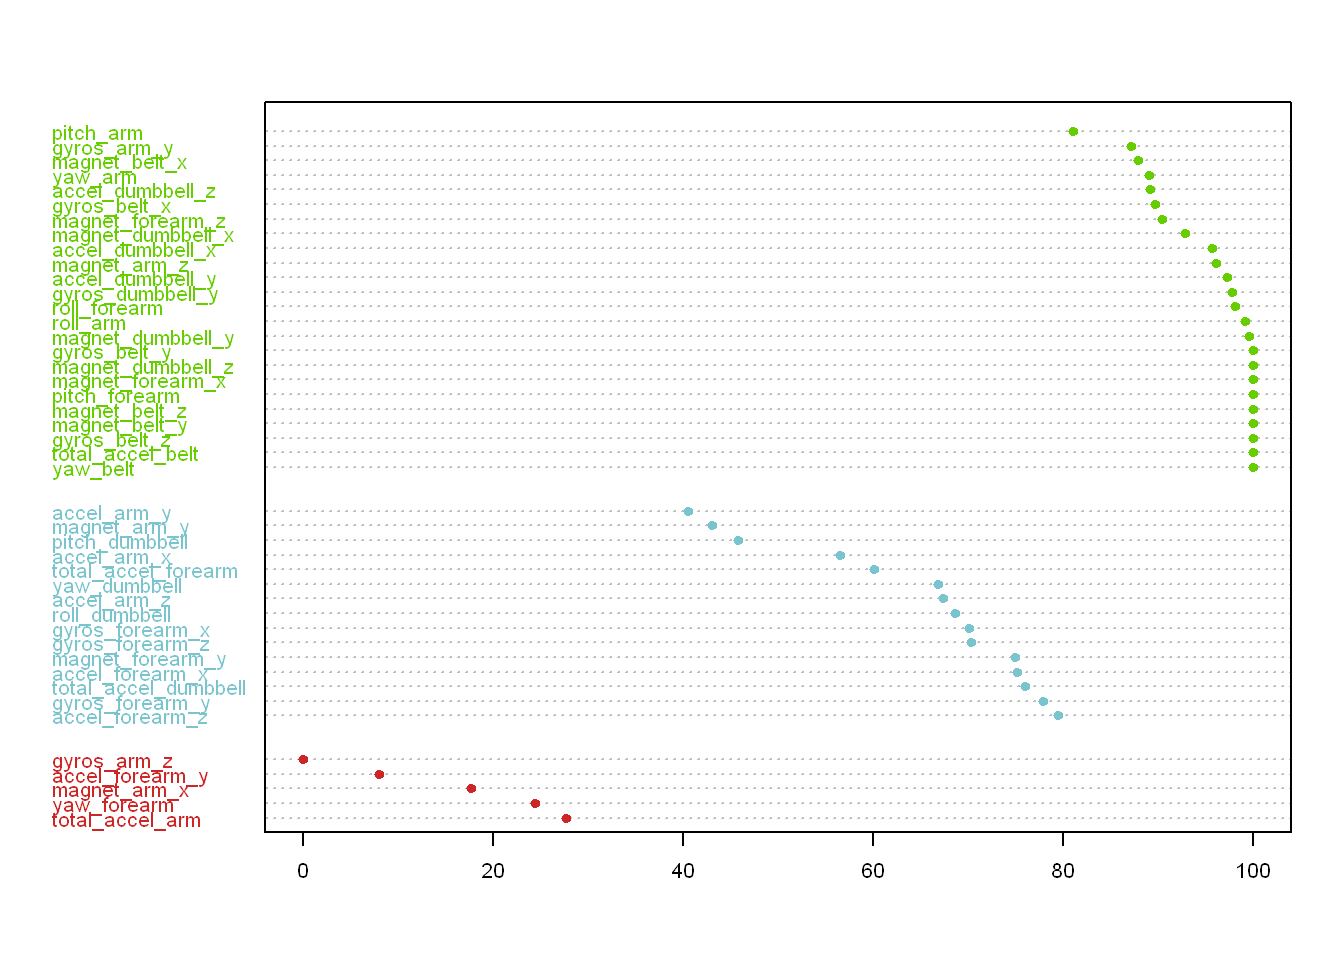 pitch_arm
gyros_arm_y
magnet_belt_x
yaw_arm
accel_dumbbell_z
gyros_belt_x
magnet_forearm_z
magnet_dumbbell_x
accel_dumbbell_x
magnet_arm_z
accel_dumbbell_y
gyros_dumbbell_y
roll_forearm
roll_arm
magnet_dumbbell_y
gyros_belt_y
magnet_dumbbell_z
magnet_forearm_x
pitch_forearm
magnet_belt_z
magnet_belt_y
gyros_belt_z
total_accel_belt
yaw_belt
accel_arm_y
magnet_arm_y
pitch_dumbbell
accel_arm_x
total_accel_forearm
yaw_dumbbell
accel_arm_z
roll_dumbbell
gyros_forearm_x
gyros_forearm_z
magnet_forearm_y
accel_forearm_x
total_accel_dumbbell
gyros_forearm_y
accel_forearm_z
gyros_arm_z
accel_forearm_y
magnet_arm_x
yaw_forearm
total_accel_arm
0 20 40 60 80 100